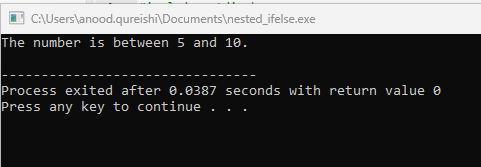 C:\Users\anood.qureishi\Documents\nested_ifelse.exe
The number is between 5 and 10.
--------------------------------
Process exited after 0.0387 seconds with return value 0
Press any key to continue . . .